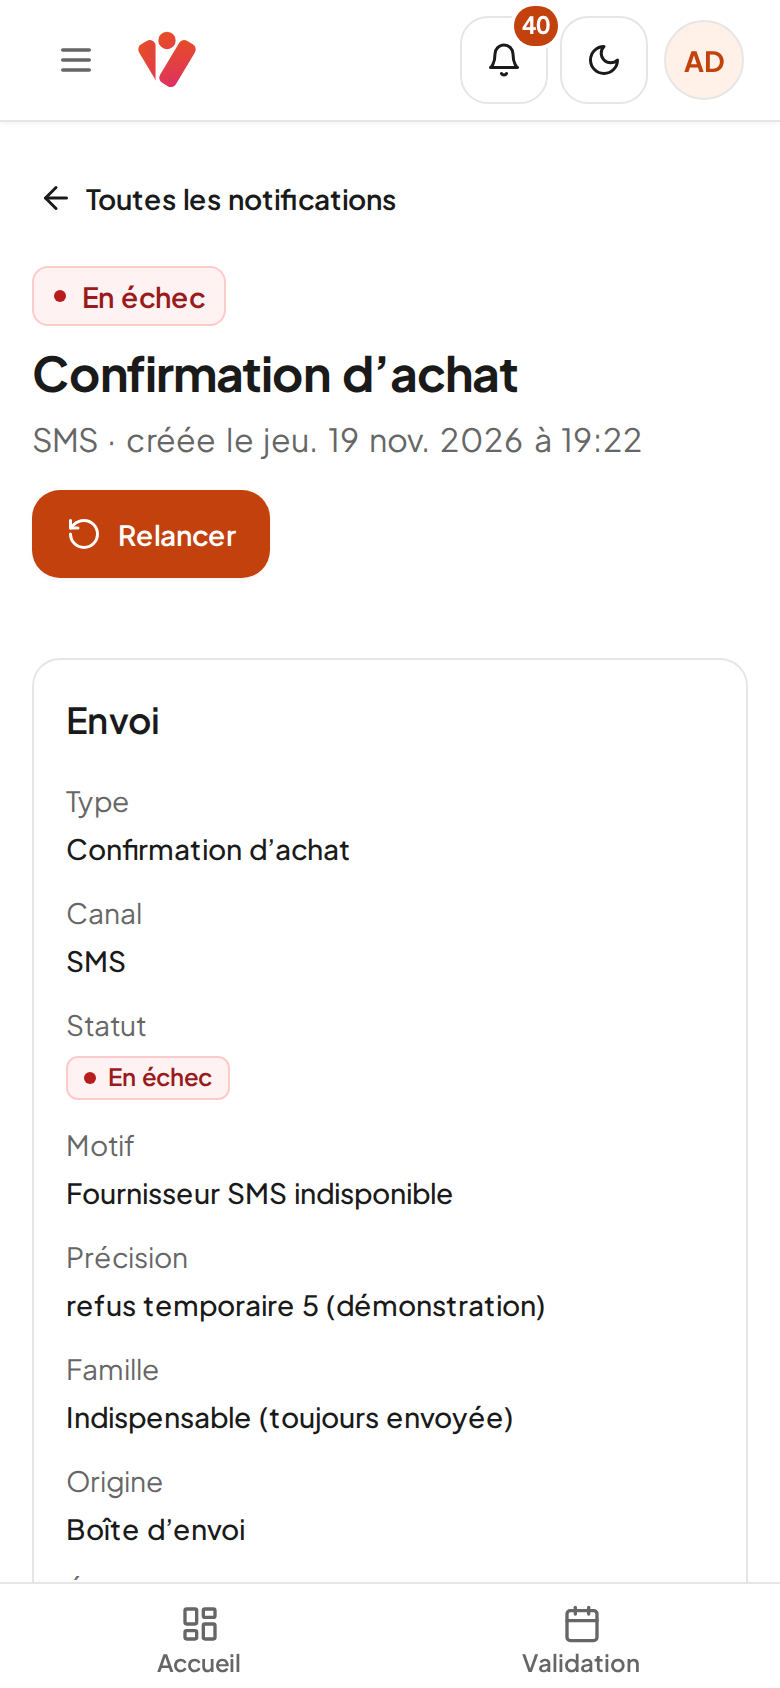 40
AD
Toutes les notifications
En échec
Confirmation d’achat
SMS · créée le jeu. 19 nov. 2026 à 19:22
Relancer
Envoi
Type
Confirmation d’achat
Canal
SMS
Statut
En échec
Motif
Fournisseur SMS indisponible
Précision
refus temporaire 5 (démonstration)
Famille
Indispensable (toujours envoyée)
Origine
Boîte d’envoi
Accueil
Validation